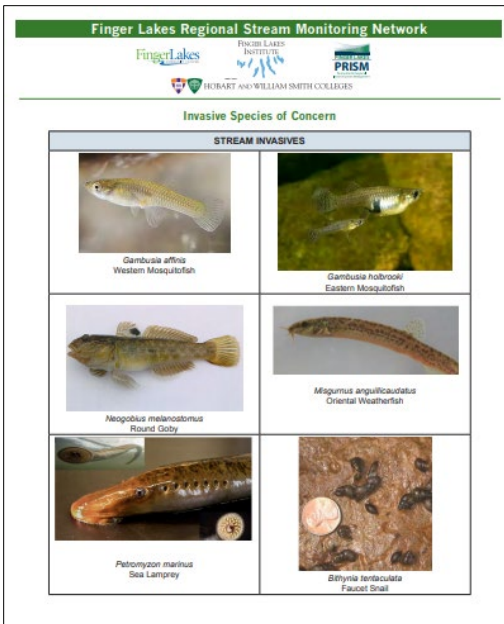 Finger Lakes Regional Stream Monitoring Network
FingerLakes
FINGER LAKES
INSTITUTE
FINGER LAKES
PRISM
HOBART AND WILLIAM SMITH COLLEGES
Invasive Species of Concern
STREAM INVASIVES
Gambusia affinis
Western Mosquitofish
Gambusia holbrooki
Eastern Mosquitofish
Neogobius melanostomus
Round Goby
Misgurnus anguillicaudatus
Oriental Weatherfish
Petromyzon marinus
Sea Lamprey
Bithynia tentaculata
Faucet Snail